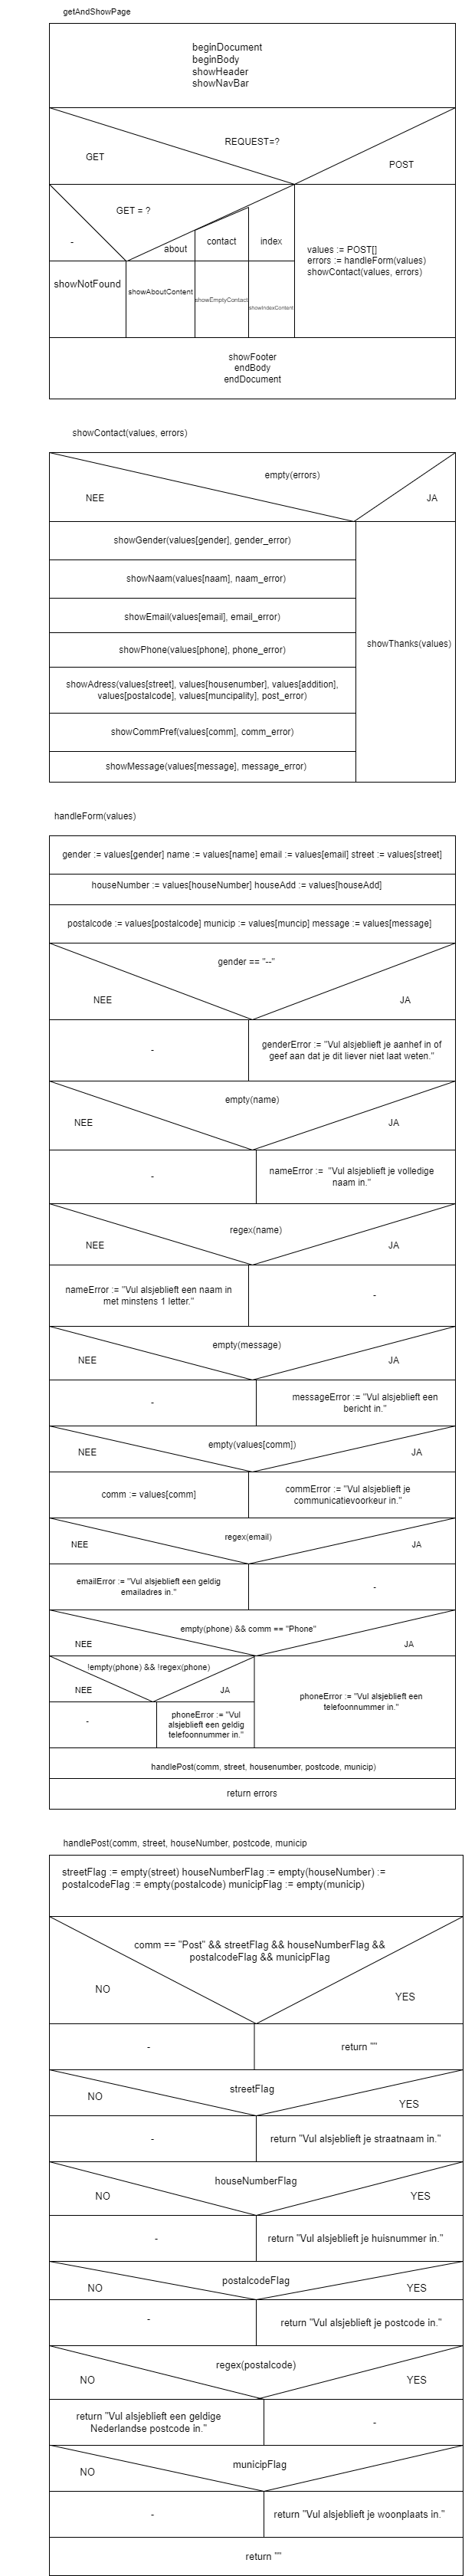 getAndShowPage
beginDocument
beginBody
showHeader
showNavBar
REQUEST=?
GET
POST
GET = ?
-
about
contact
index
values := POST[]
errors := handleForm(values)
showContact(values, errors)
showNotFound
showAboutContent
showEmptyContact
showIndexContent
showFooter
endBody
endDocument
showContact(values, errors)
empty(errors)
NEE
JA
showGender(values[gender], gender_error)
showNaam(values[naam], naam_error)
showEmail(values[email], email_error)
showPhone(values[phone], phone_error)
showThanks(values)
showAdress(values[street], values[housenumber], values[addition],
values[postalcode], values[muncipality], post_error)
showCommPref(values[comm], comm_error)
showMessage(values[message], message_error)
handleForm(values)
gender := values[gender] name := values[name] email := values[email] street := values[street]
houseNumber := values[houseNumber] houseAdd := values[houseAdd]
postalcode := values[postalcode] municip := values[muncip] message := values[message]
gender == "--"
NEE
JA
-
genderError := "Vul alsjeblieft je aanhef in of
geef aan dat je dit liever niet laat weten."
empty(name)
NEE
JA
-
nameError := "Vul alsjeblieft je volledige
naam in."
regex(name)
NEE
JA
nameError := "Vul alsjeblieft een naam in
met minstens 1 letter."
-
empty(message)
NEE
JA
-
messageError := "Vul alsjeblieft een
bericht in."
empty(values[comm])
NEE
JA
comm := values[comm]
commError := "Vul alsjeblieft je
communicatievoorkeur in."
regex(email)
NEE
JA
emailError := "Vul alsjeblieft een geldig
emailadres in."
-
empty(phone) && comm == "Phone"
NEE
JA
!empty(phone) && !regex(phone)
NEE
JA
phoneError := "Vul alsjeblieft een
telefoonnummer in."
-
phoneError := "Vul
alsjeblieft een geldig
telefoonnummer in."
handlePost(comm, street, housenumber, postcode, municip)
return errors
handlePost(comm, street, houseNumber, postcode, municip
streetFlag := empty(street) houseNumberFlag := empty(houseNumber) :=
postalcodeFlag := empty(postalcode) municipFlag := empty(municip)
comm == "Post" && streetFlag && houseNumberFlag &&
postalcodeFlag && municipFlag
NO
YES
-
return ""
streetFlag
NO
YES
-
return "Vul alsjeblieft je straatnaam in."
houseNumberFlag
NO
YES
-
return "Vul alsjeblieft je huisnummer in."
postalcodeFlag
NO
YES
-
return "Vul alsjeblieft je postcode in."
regex(postalcode)
NO
YES
return "Vul alsjeblieft een geldige
Nederlandse postcode in."
-
municipFlag
NO
-
return "Vul alsjeblieft je woonplaats in."
return ""